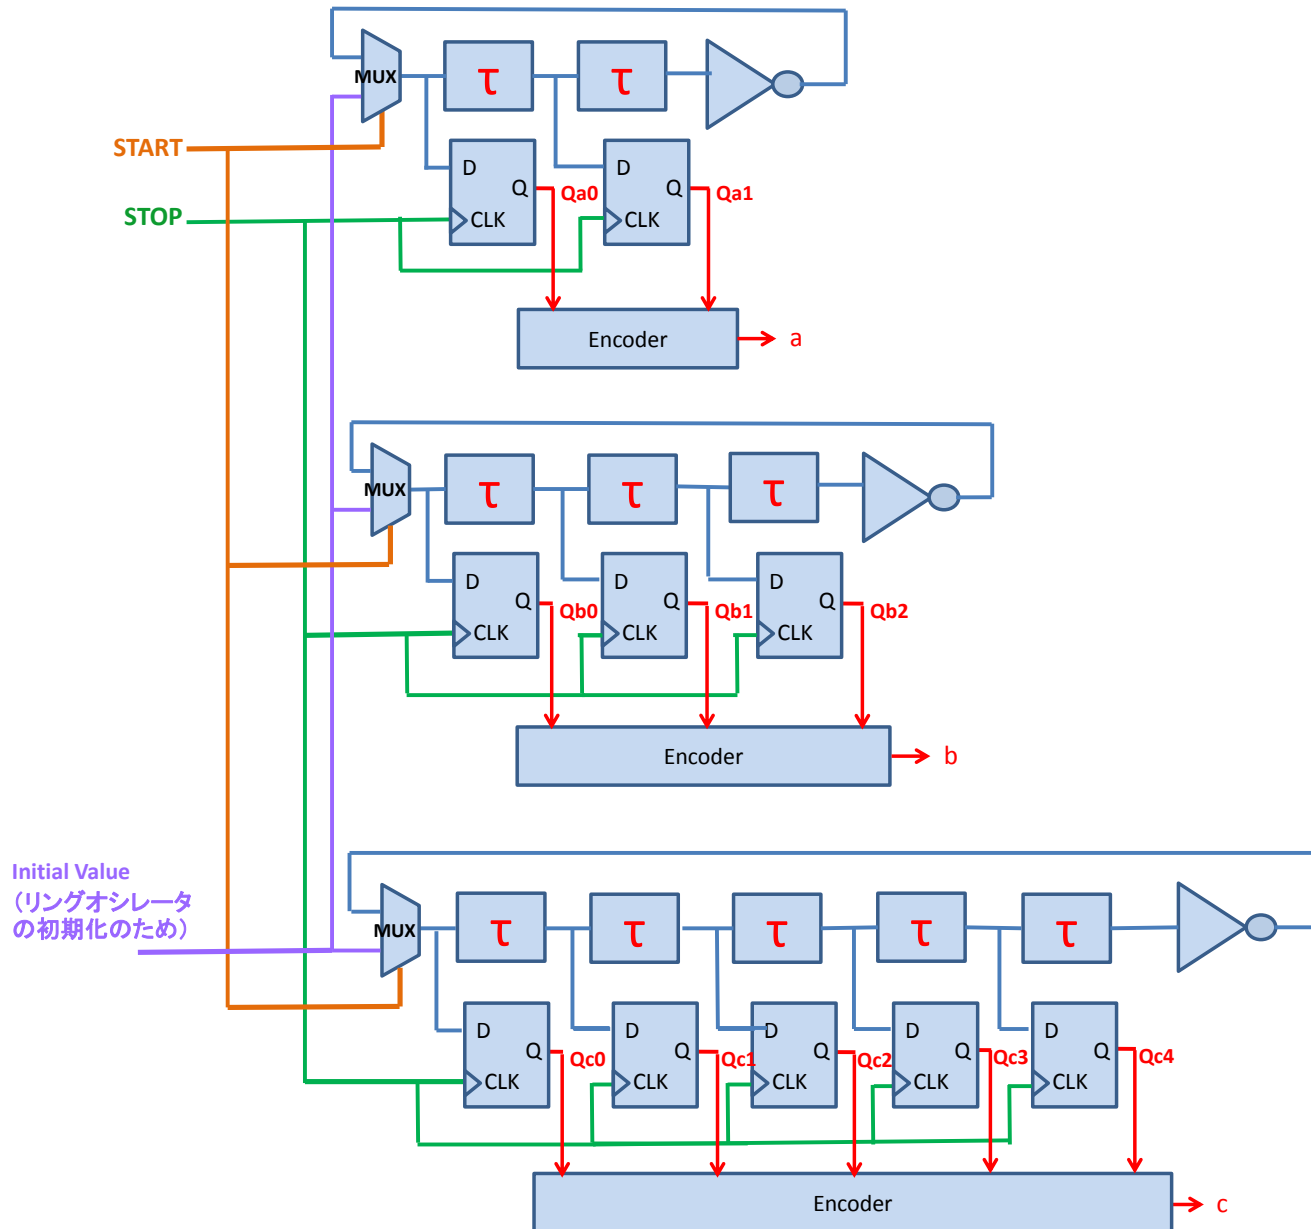 MUX
τ
τ
START
D
Q
CLK
Qa0
D
Q
CLK
Qa1
STOP
Encoder
a
MUX
τ
τ
τ
D
Q
CLK
Qb0
D
Q
CLK
Qb1
D
Q
CLK
Qb2
Encoder
b
Initial Value
（リングオシレータ
の初期化のため）
MUX
τ
τ
τ
τ
τ
D
Q
CLK
Qc0
D
Q
CLK
Qc1
D
Q
CLK
Qc2
D
Q
CLK
Qc3
D
Q
CLK
Qc4
Encoder
c